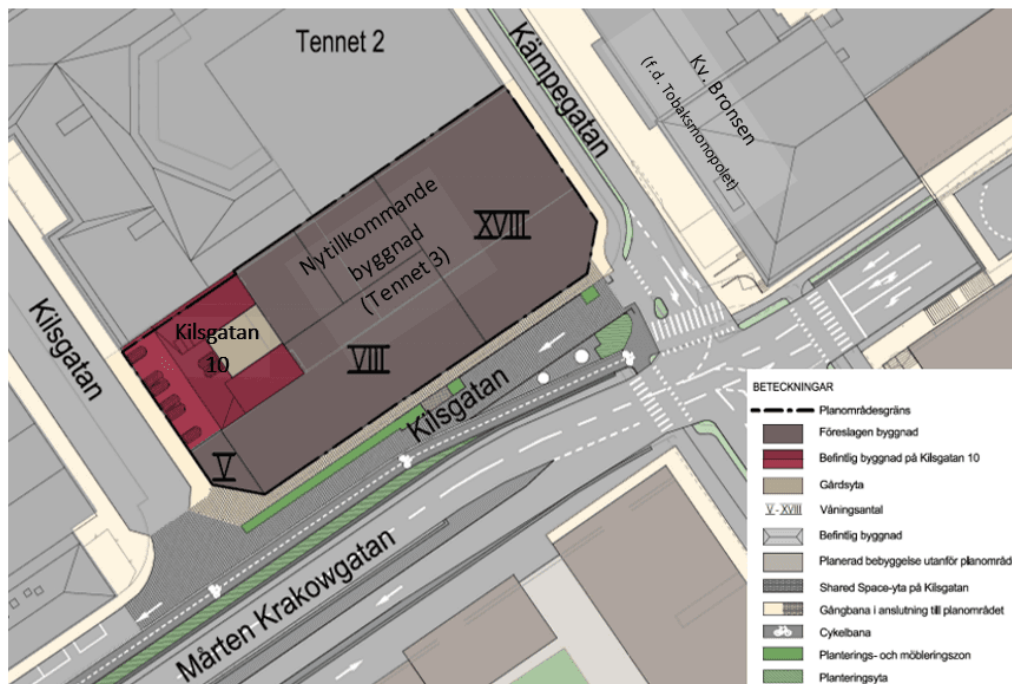 Tennet 2
Kämpegatan
Kv. Bronsen
(f.d. Tobaksmonopolet)
Nytillkommande
byggnad
(Tennet 3)
XVIII
Kilsgatan
Kilsgatan
10
VIII
Kilsgatan
V
Mårten Krakowgatan
BETECKNINGAR
Planområdesgräns
Föreslagen byggnad
Befintlig byggnad på Kilsgatan 10
Gårdsyta
V - XVIII Våningsantal
Befintlig byggnad
Planerad bebyggelse utanför planområd
Shared Space-yta på Kilsgatan
Gångbana i anslutning till planområdet
Cykelbana
Planterings- och möbleringszon
Planteringsyta